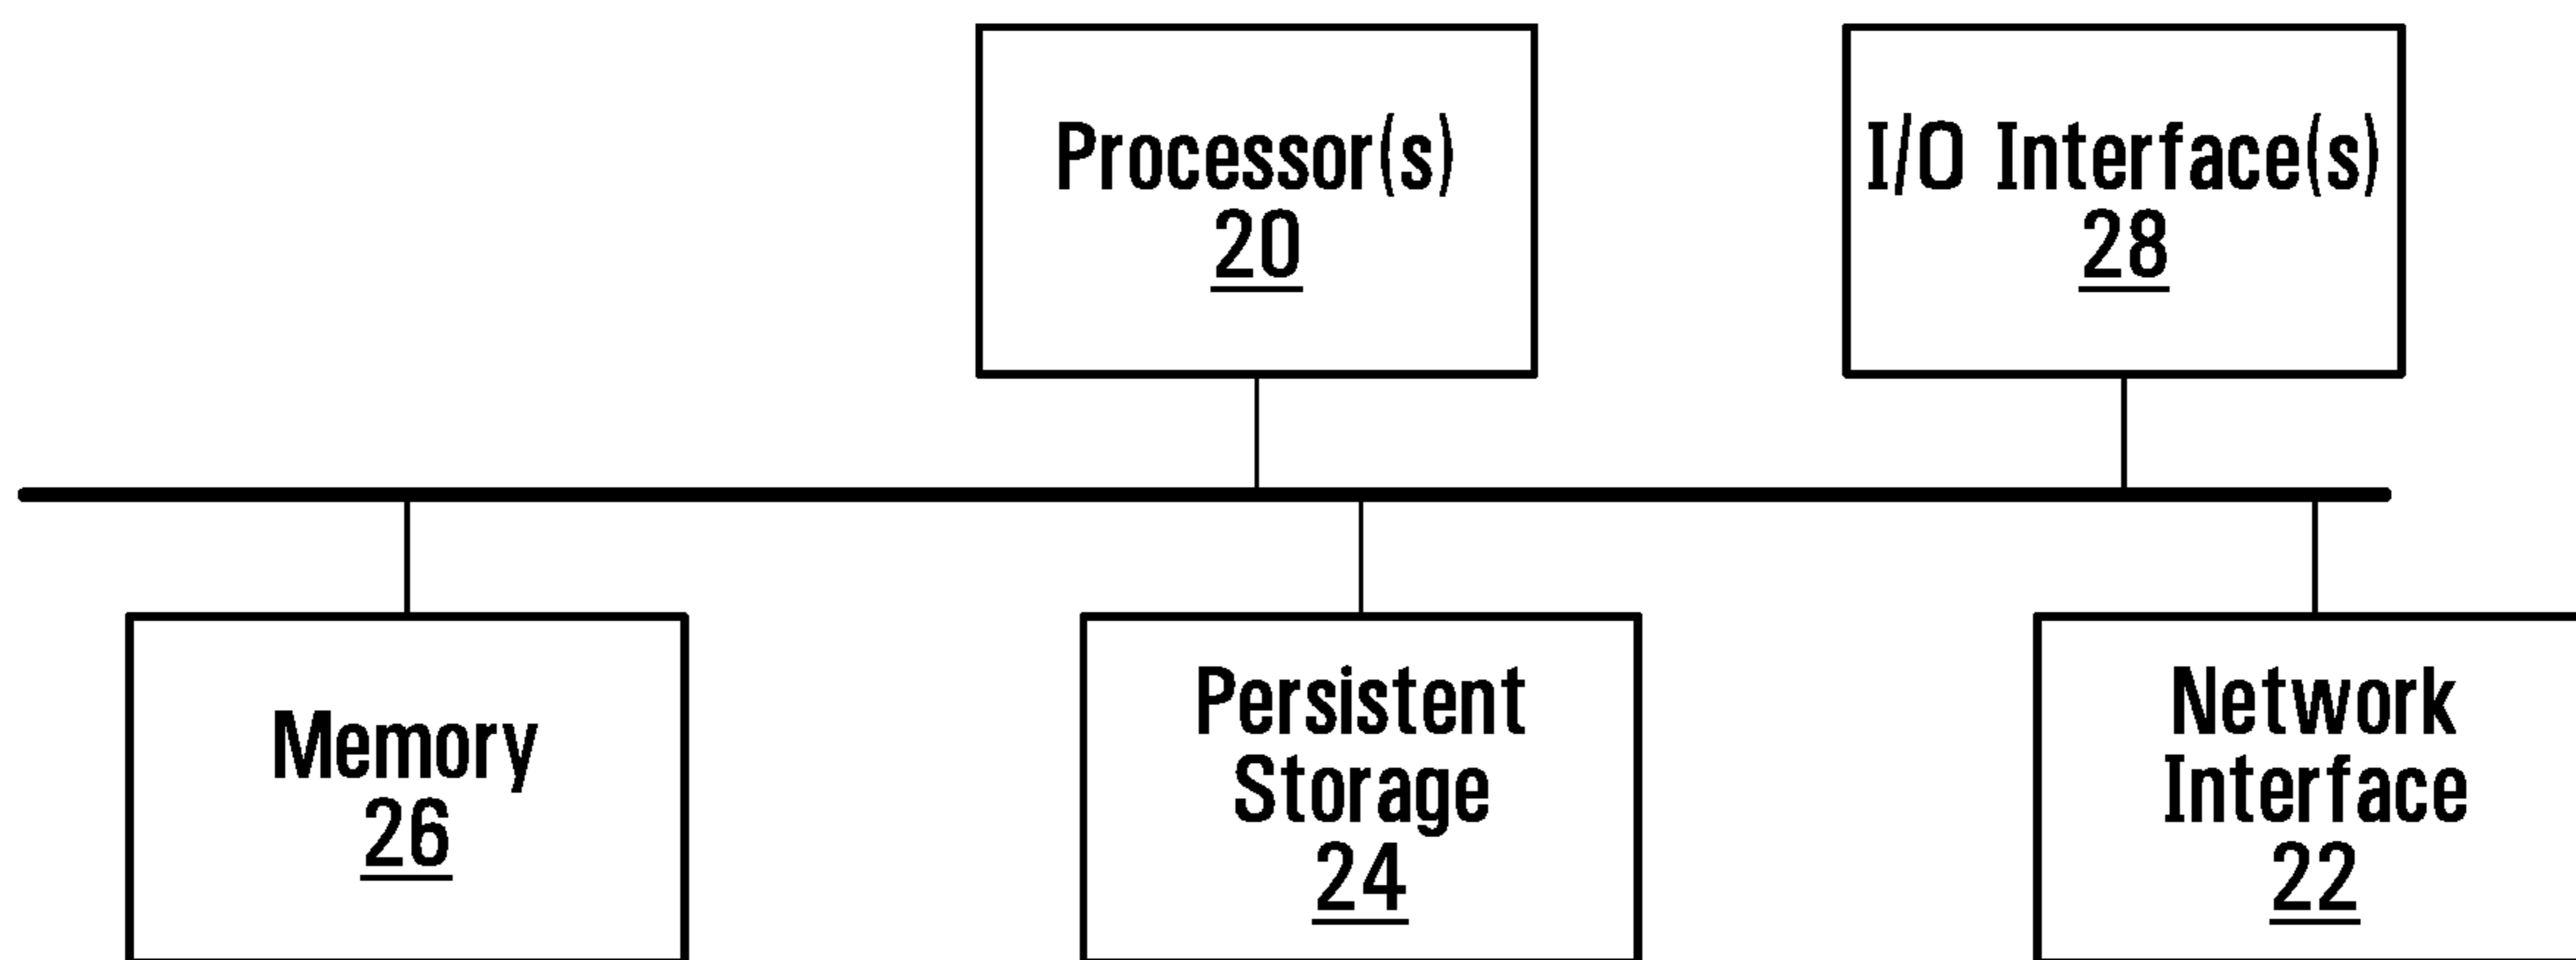 Processor(s)
20
I/O Interface(s)
28
Memory
26
Persistent
Storage
24
Network
Interface
22